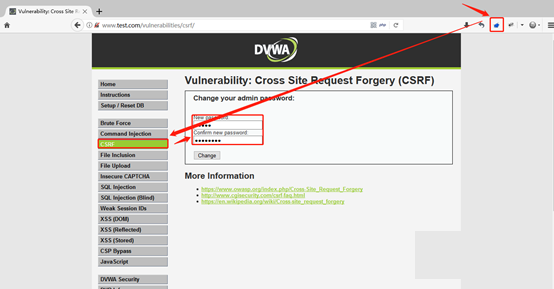 Vulnerability: Cross Site Request Forgery (CSRF)
www.test.com/vulnerabilities/csrf/
DVWA
Home
Instructions
Setup / Reset DB
Brute Force
Command Injection
CSRF
File Inclusion
File Upload
Insecure CAPTCHA
SQL Injection
SQL Injection (Blind)
Weak Session IDs
XSS (DOM)
XSS (Reflected)
XSS (Stored)
CSP Bypass
JavaScript
DVWA Security
Vulnerability: Cross Site Request Forgery (CSRF)
Change your admin password:
New password:
Confirm new password:
Change
More Information
https://www.owasp.org/index.php/Cross-Site_Request_Forgery
http://www.cgisecurity.com/csrf-faq.html
https://en.wikipedia.org/wiki/Cross-site_request_forgery